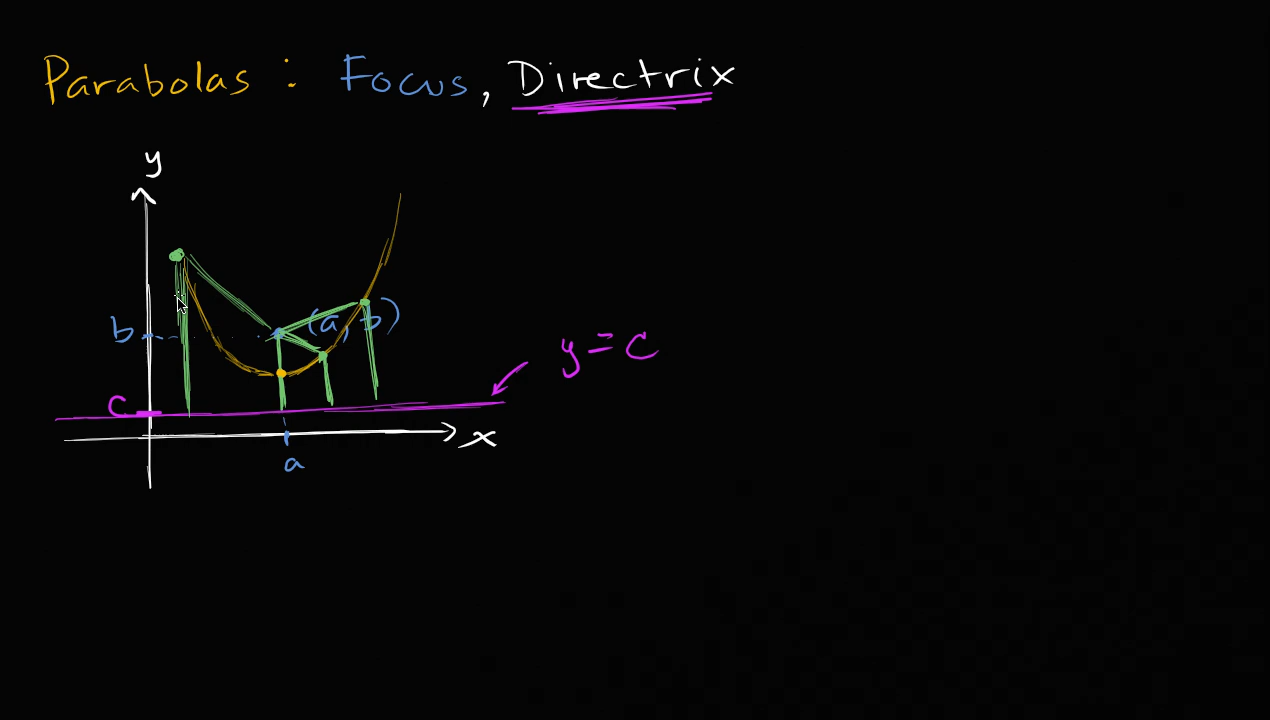 Parabolas : Focus, Directrix
y
b
(a, b)
y = c
c
x
a